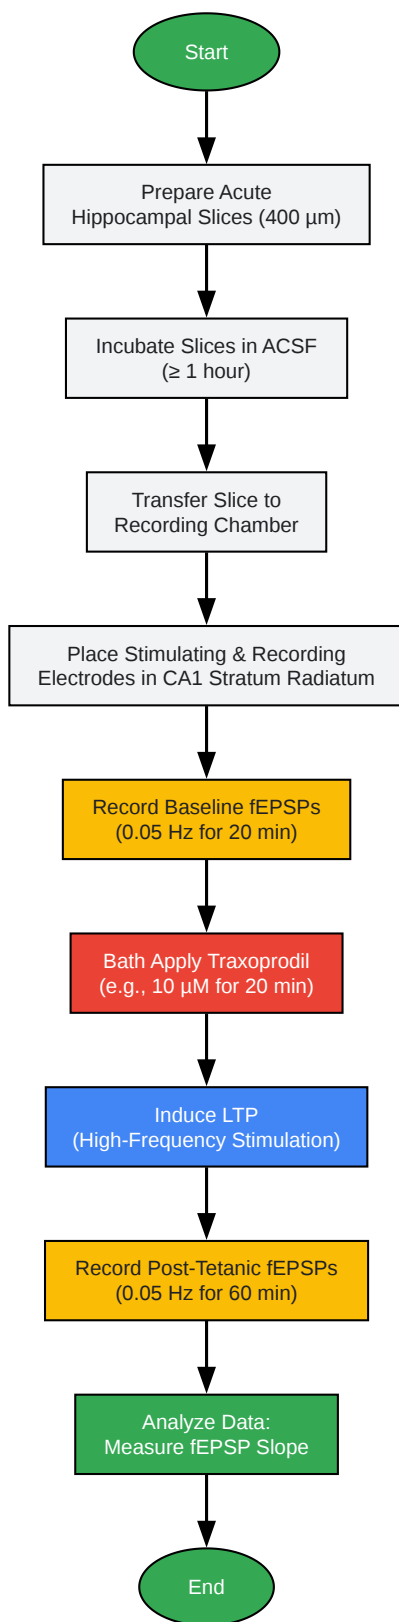 Start
Prepare Acute
Hippocampal Slices (400 µm)
Incubate Slices in ACSF
(≥ 1 hour)
Transfer Slice to
Recording Chamber
Place Stimulating & Recording
Electrodes in CA1 Stratum Radiatum
Record Baseline fEPSPs
(0.05 Hz for 20 min)
Bath Apply Traxoprodil
(e.g., 10 µM for 20 min)
Induce LTP
(High-Frequency Stimulation)
Record Post-Tetanic fEPSPs
(0.05 Hz for 60 min)
Analyze Data:
Measure fEPSP Slope
End